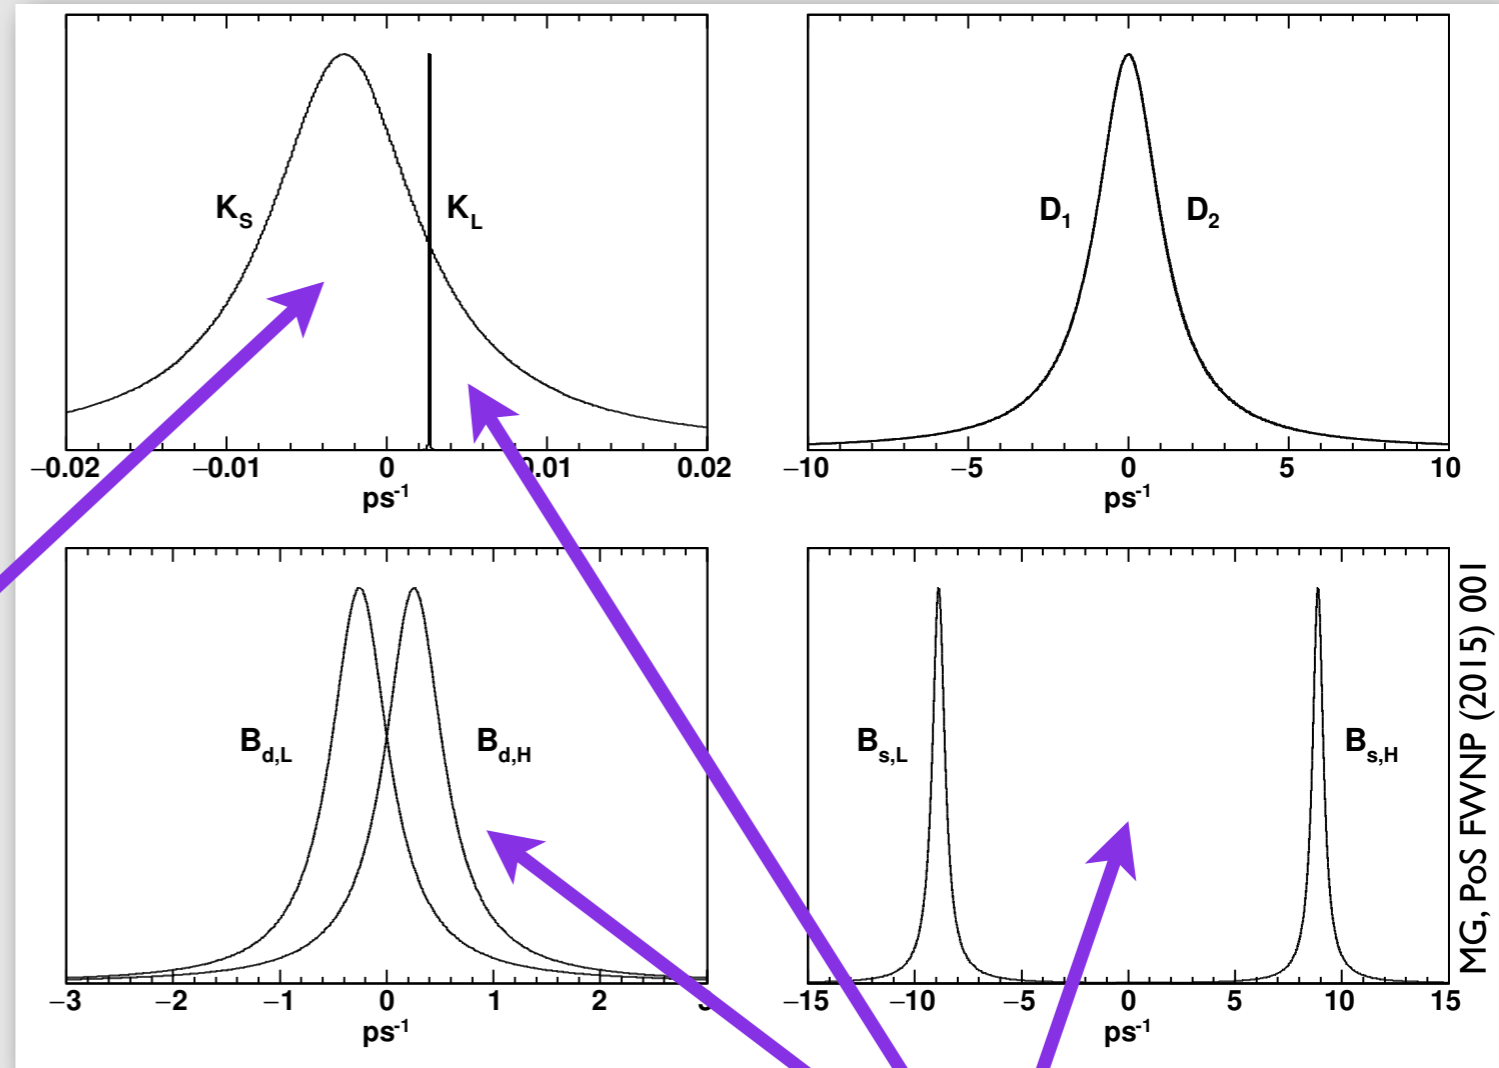 K_S K_L
−0.02 −0.01 0 0.01 0.02
ps^-1
D_1 D_2
−10 −5 0 5 10
ps^-1
B_d,L B_d,H
−3 −2 −1 0 1 2 3
ps^-1
B_s,L B_s,H
−15 −10 −5 0 5 10 15
ps^-1
MG, PoS FWNP (2015) 001